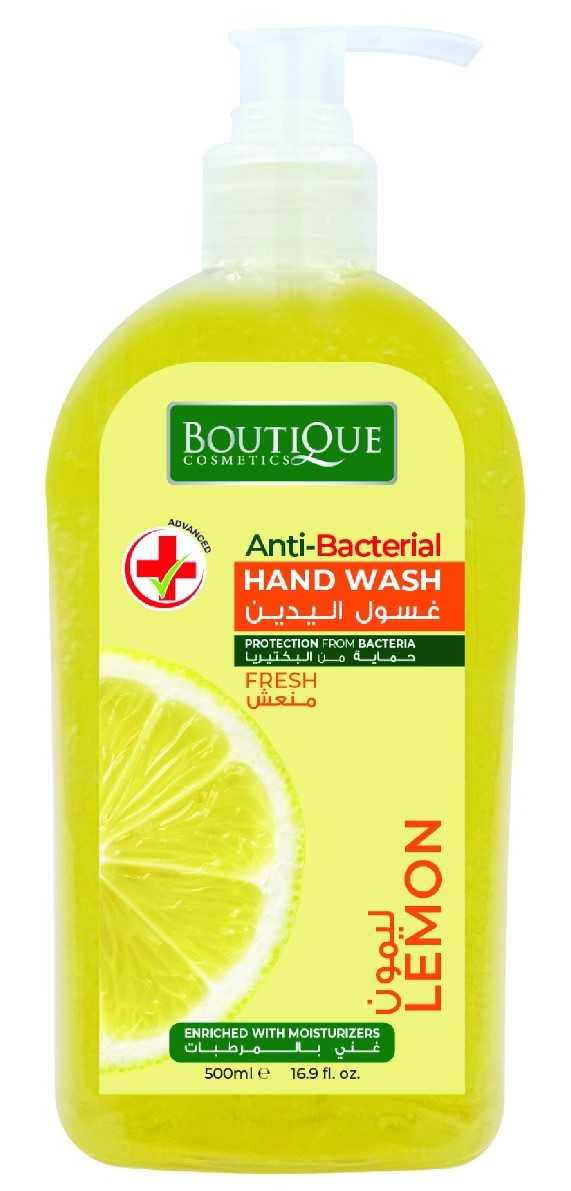 BOUTIQUE
COSMETICS
ADVANCED
Anti-Bacterial
HAND WASH
غسول اليدين
PROTECTION FROM BACTERIA
حماية من البكتيريا
FRESH
منعش
ليمون
LEMON
ENRICHED WITH MOISTURIZERS
غني بالمرطبات
500ml ℮ 16.9 fl. oz.